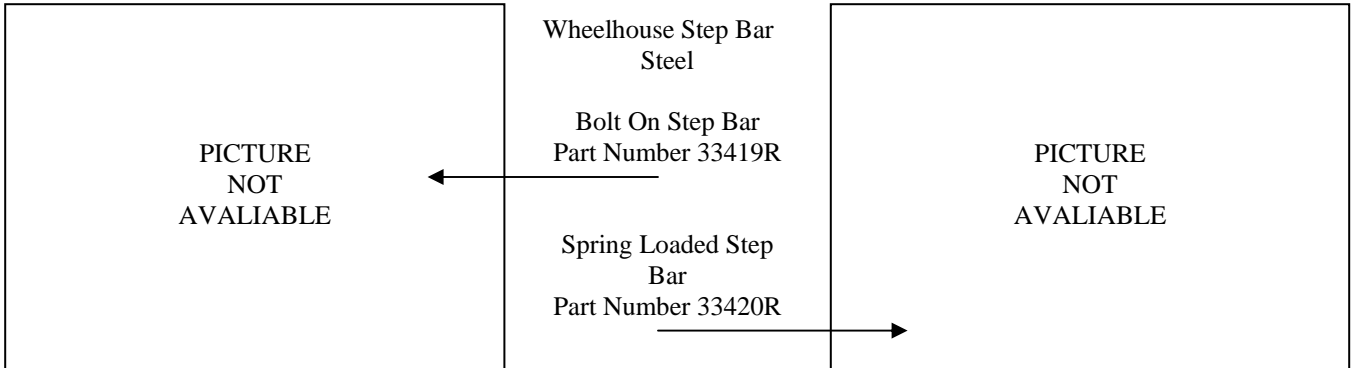 PICTURE
NOT
AVALIABLE
Wheelhouse Step Bar
Steel
Bolt On Step Bar
Part Number 33419R
Spring Loaded Step
Bar
Part Number 33420R
PICTURE
NOT
AVALIABLE